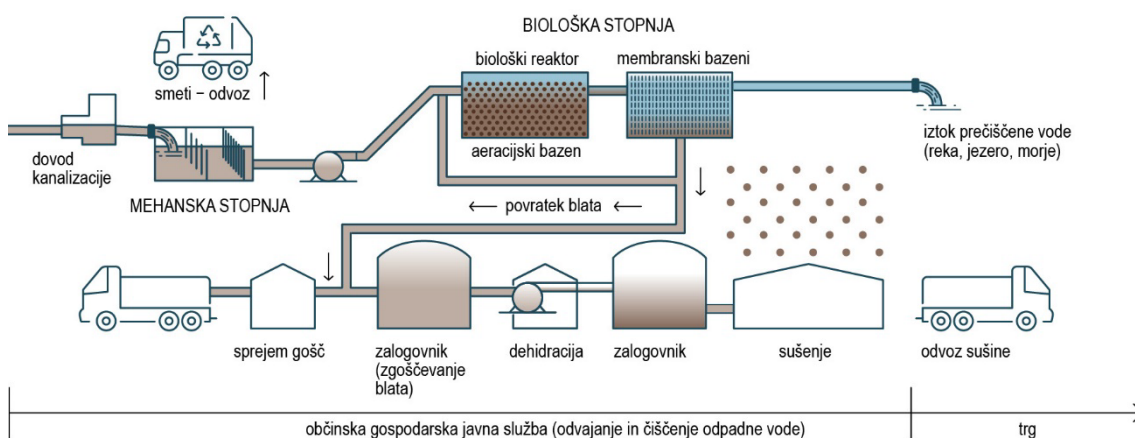 BIOLOŠKA STOPNJA
biološki reaktor
membranski bazeni
smeti – odvoz
dovod
kanalizacije
aeracijski bazen
iztok prečiščene vode
(reka, jezero, morje)
MEHANSKA STOPNJA
povratek blata
sprejem gošč
zalogovnik
(zgoščevanje
blata)
dehidracija
zalogovnik
sušenje
odvoz sušine
občinska gospodarska javna služba (odvajanje in čiščenje odpadne vode)
trg